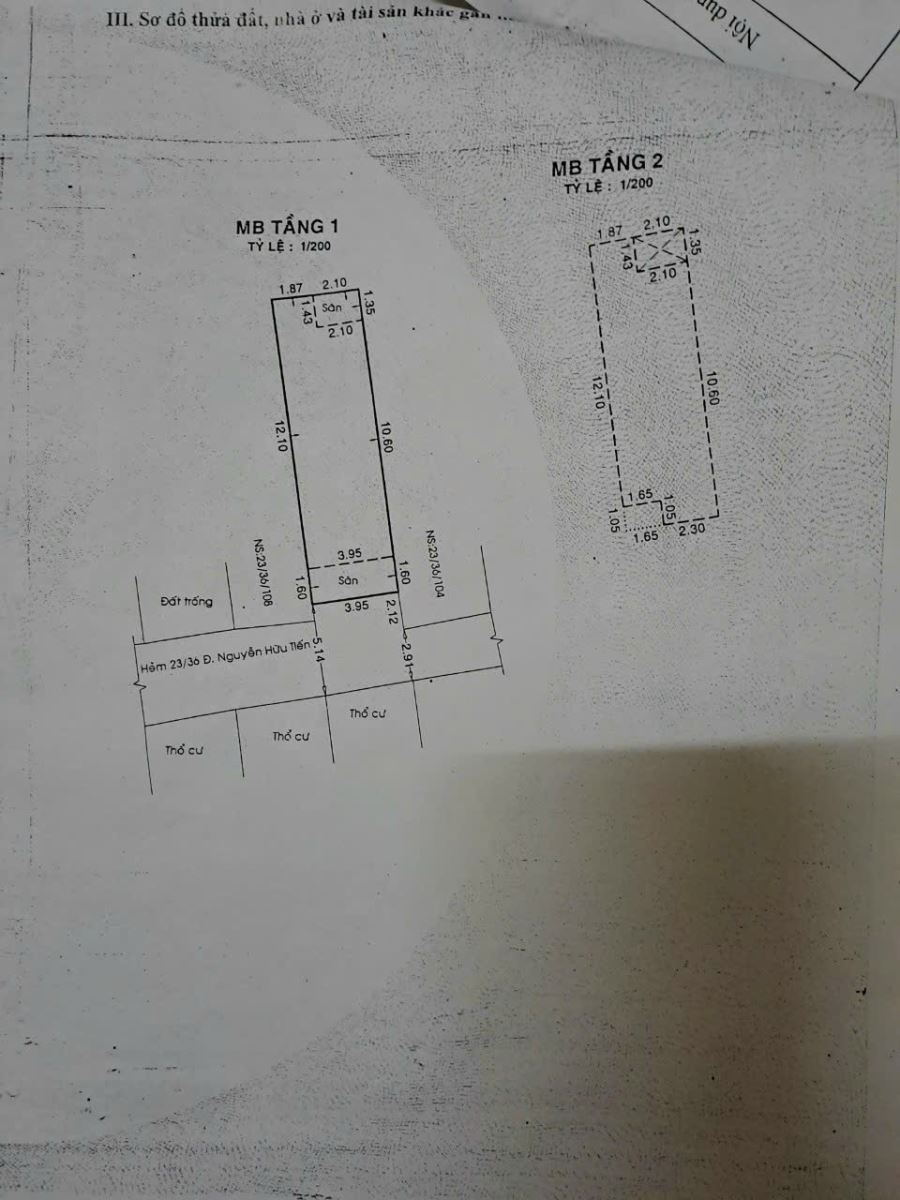 III. Sơ đồ thửa đất, nhà ở và tài sản khác gắn
Nội dung
MB TẦNG 2
TỶ LỆ : 1/200
1.87 2.10
1.43 1.35
2.10
12.10 10.60
1.65
1.05 1.05
1.65 2.30
MB TẦNG 1
TỶ LỆ : 1/200
1.87 2.10
1.43 Sân 1.35
2.10
12.10 10.60
NS:23/36/106 NS:23/36/104
3.95
1.60 Sân 1.60
3.95 2.12
Đất trống
Hẻm 23/36 Đ. Nguyễn Hữu Tiến 5.14 2.91
Thổ cư Thổ cư Thổ cư